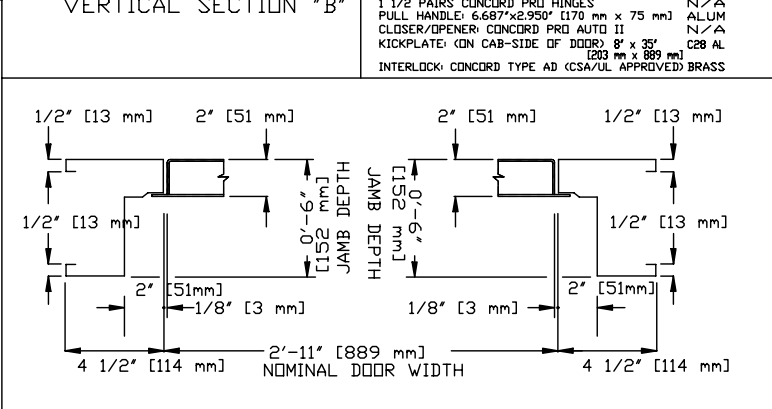 VERTICAL SECTION "B"
1 1/2 PAIRS CONCORD PRO HINGES N/A
PULL HANDLE: 6.687"x2.950" [170 mm x 75 mm] ALUM
CLOSER/OPENER: CONCORD PRO AUTO II N/A
KICKPLATE: (ON CAB-SIDE OF DOOR) 8" x 35" C28 AL
[203 mm x 889 mm]
INTERLOCK: CONCORD TYPE AD (CSA/UL APPROVED) BRASS
1/2" [13 mm] 2" [51 mm] 2" [51 mm] 1/2" [13 mm]
0'-6"
[152 mm]
JAMB DEPTH
JAMB DEPTH
[152 mm]
0'-6"
1/2" [13 mm] 1/2" [13 mm]
2" [51mm] 2" [51mm]
1/8" [3 mm] 1/8" [3 mm]
2'-11" [889 mm]
4 1/2" [114 mm] NOMINAL DOOR WIDTH 4 1/2" [114 mm]